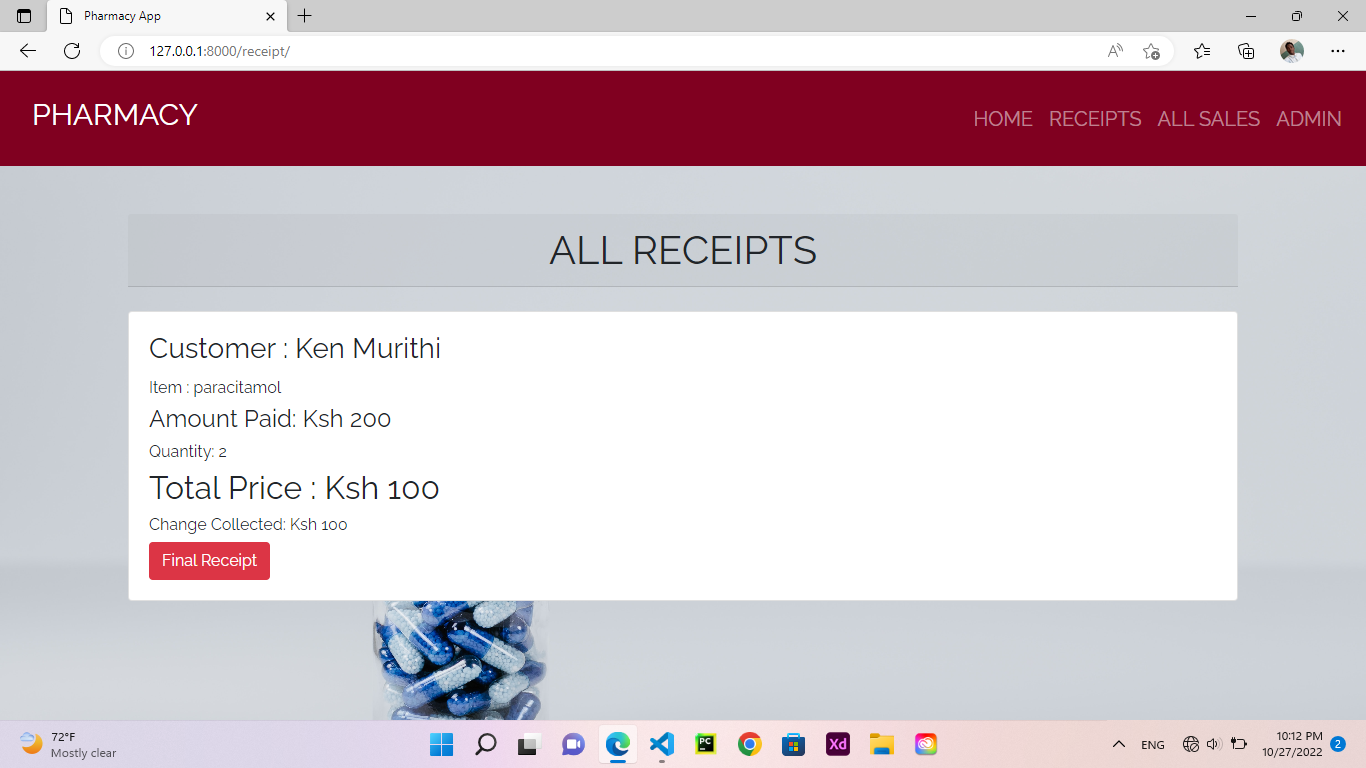 Pharmacy App
127.0.0.1:8000/receipt/
PHARMACY
HOME RECEIPTS ALL SALES ADMIN
ALL RECEIPTS
Customer : Ken Murithi
Item : paracitamol
Amount Paid: Ksh 200
Quantity: 2
Total Price : Ksh 100
Change Collected: Ksh 100
Final Receipt
72°F
Mostly clear
PC
Xd
ENG
10:12 PM
10/27/2022
2